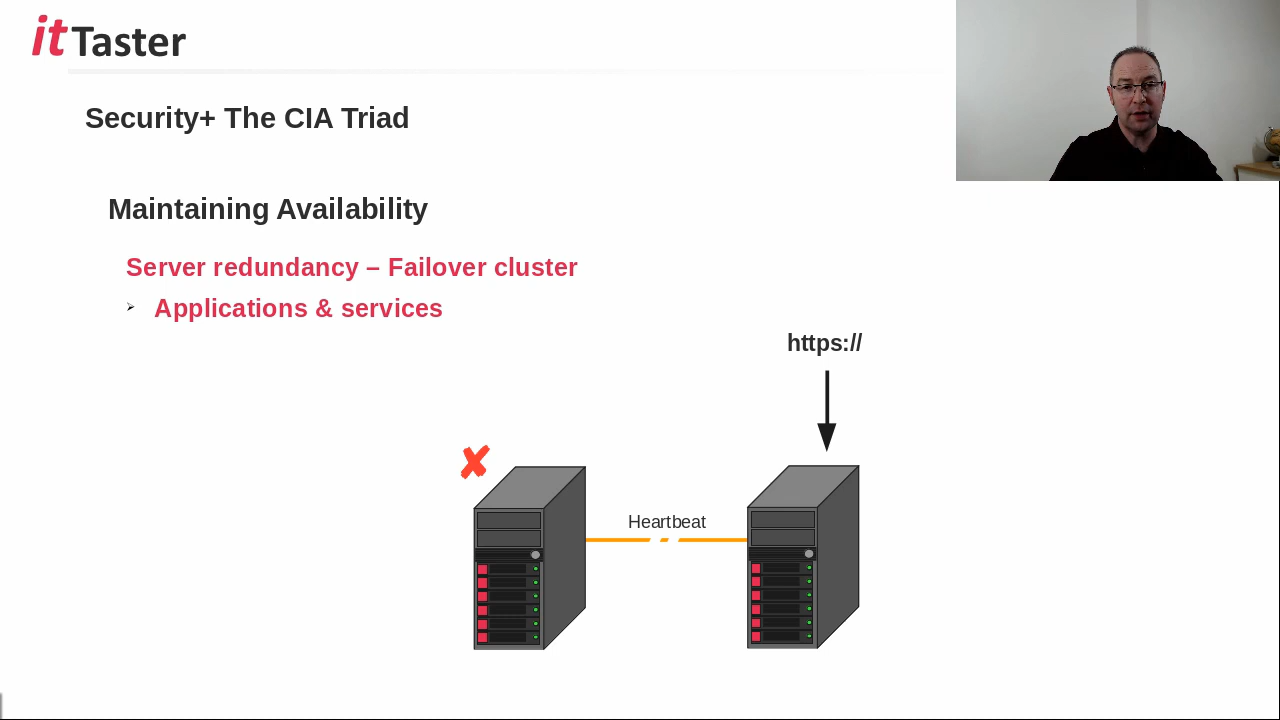 itTaster
Security+ The CIA Triad
Maintaining Availability
Server redundancy – Failover cluster
Applications & services
https://
Heartbeat